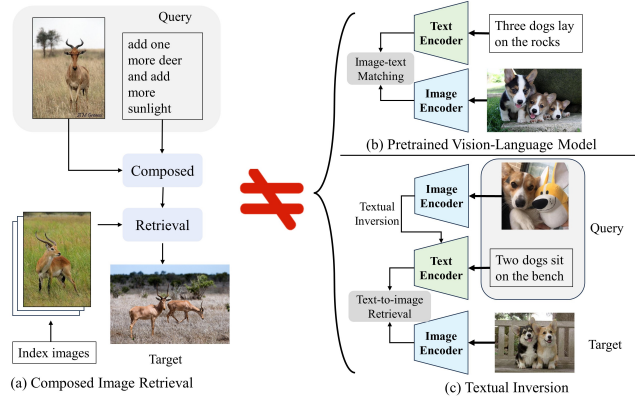 Query
add one
more deer
and add
more
sunlight
Composed
Retrieval
Index images
Target
(a) Composed Image Retrieval
Text
Encoder
Three dogs lay
on the rocks
Image-text
Matching
Image
Encoder
(b) Pretrained Vision-Language Model
Image
Encoder
Textual
Inversion
Query
Text
Encoder
Two dogs sit
on the bench
Text-to-image
Retrieval
Image
Encoder
Target
(c) Textual Inversion